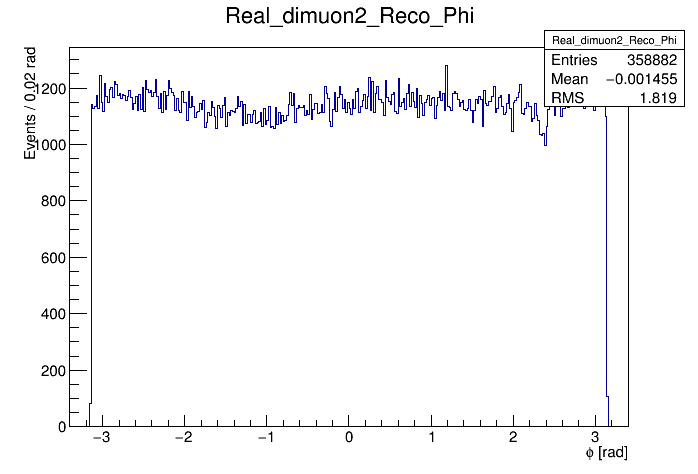 Real_dimuon2_Reco_Phi
Real_dimuon2_Reco_Phi
Entries 358882
Mean −0.001455
RMS 1.819
Events / 0.02 rad
1200
1000
800
600
400
200
0
−3 −2 −1 0 1 2 3
ϕ [rad]